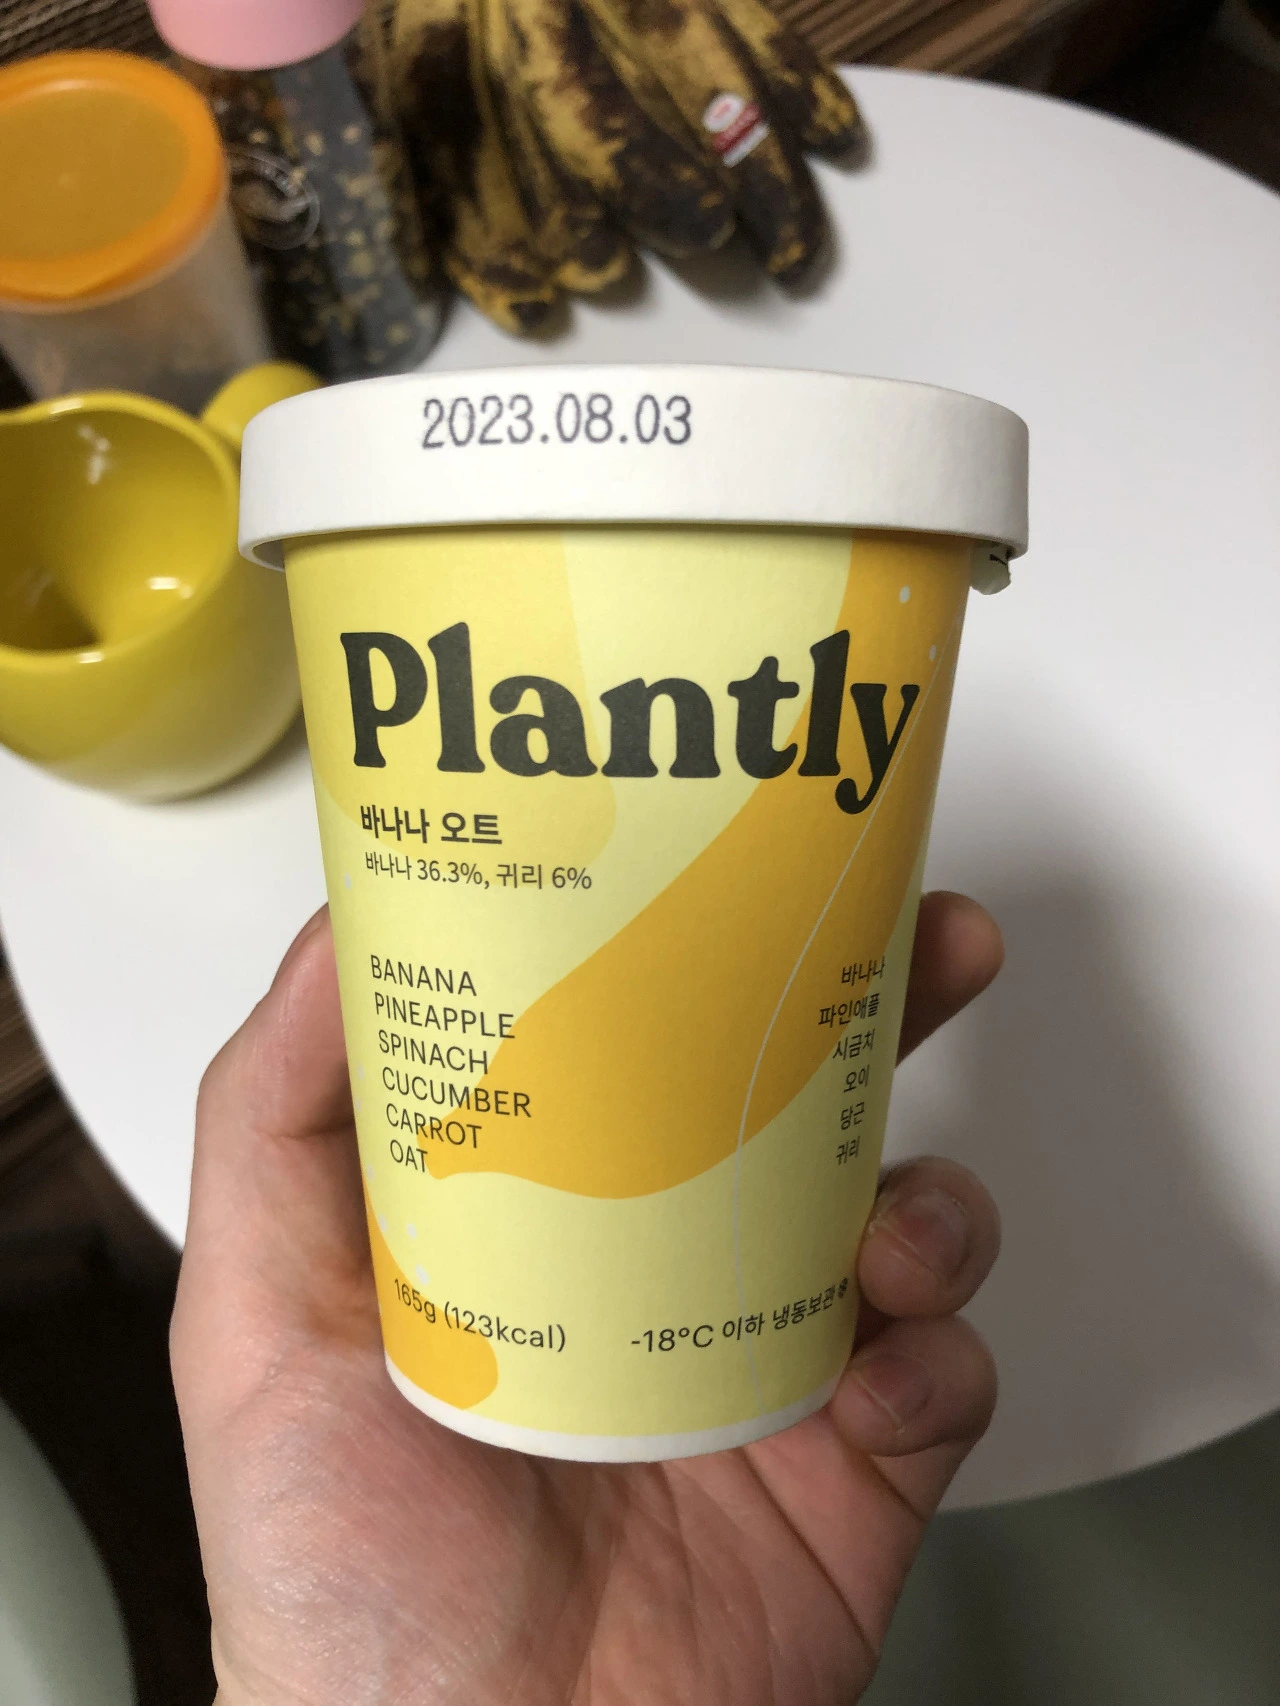 2023.08.03
Plantly
바나나 오트
바나나 36.3%, 귀리 6%
BANANA
PINEAPPLE
SPINACH
CUCUMBER
CARROT
OAT
바나나
파인애플
시금치
오이
당근
귀리
165g (123kcal)
-18°C 이하 냉동보관